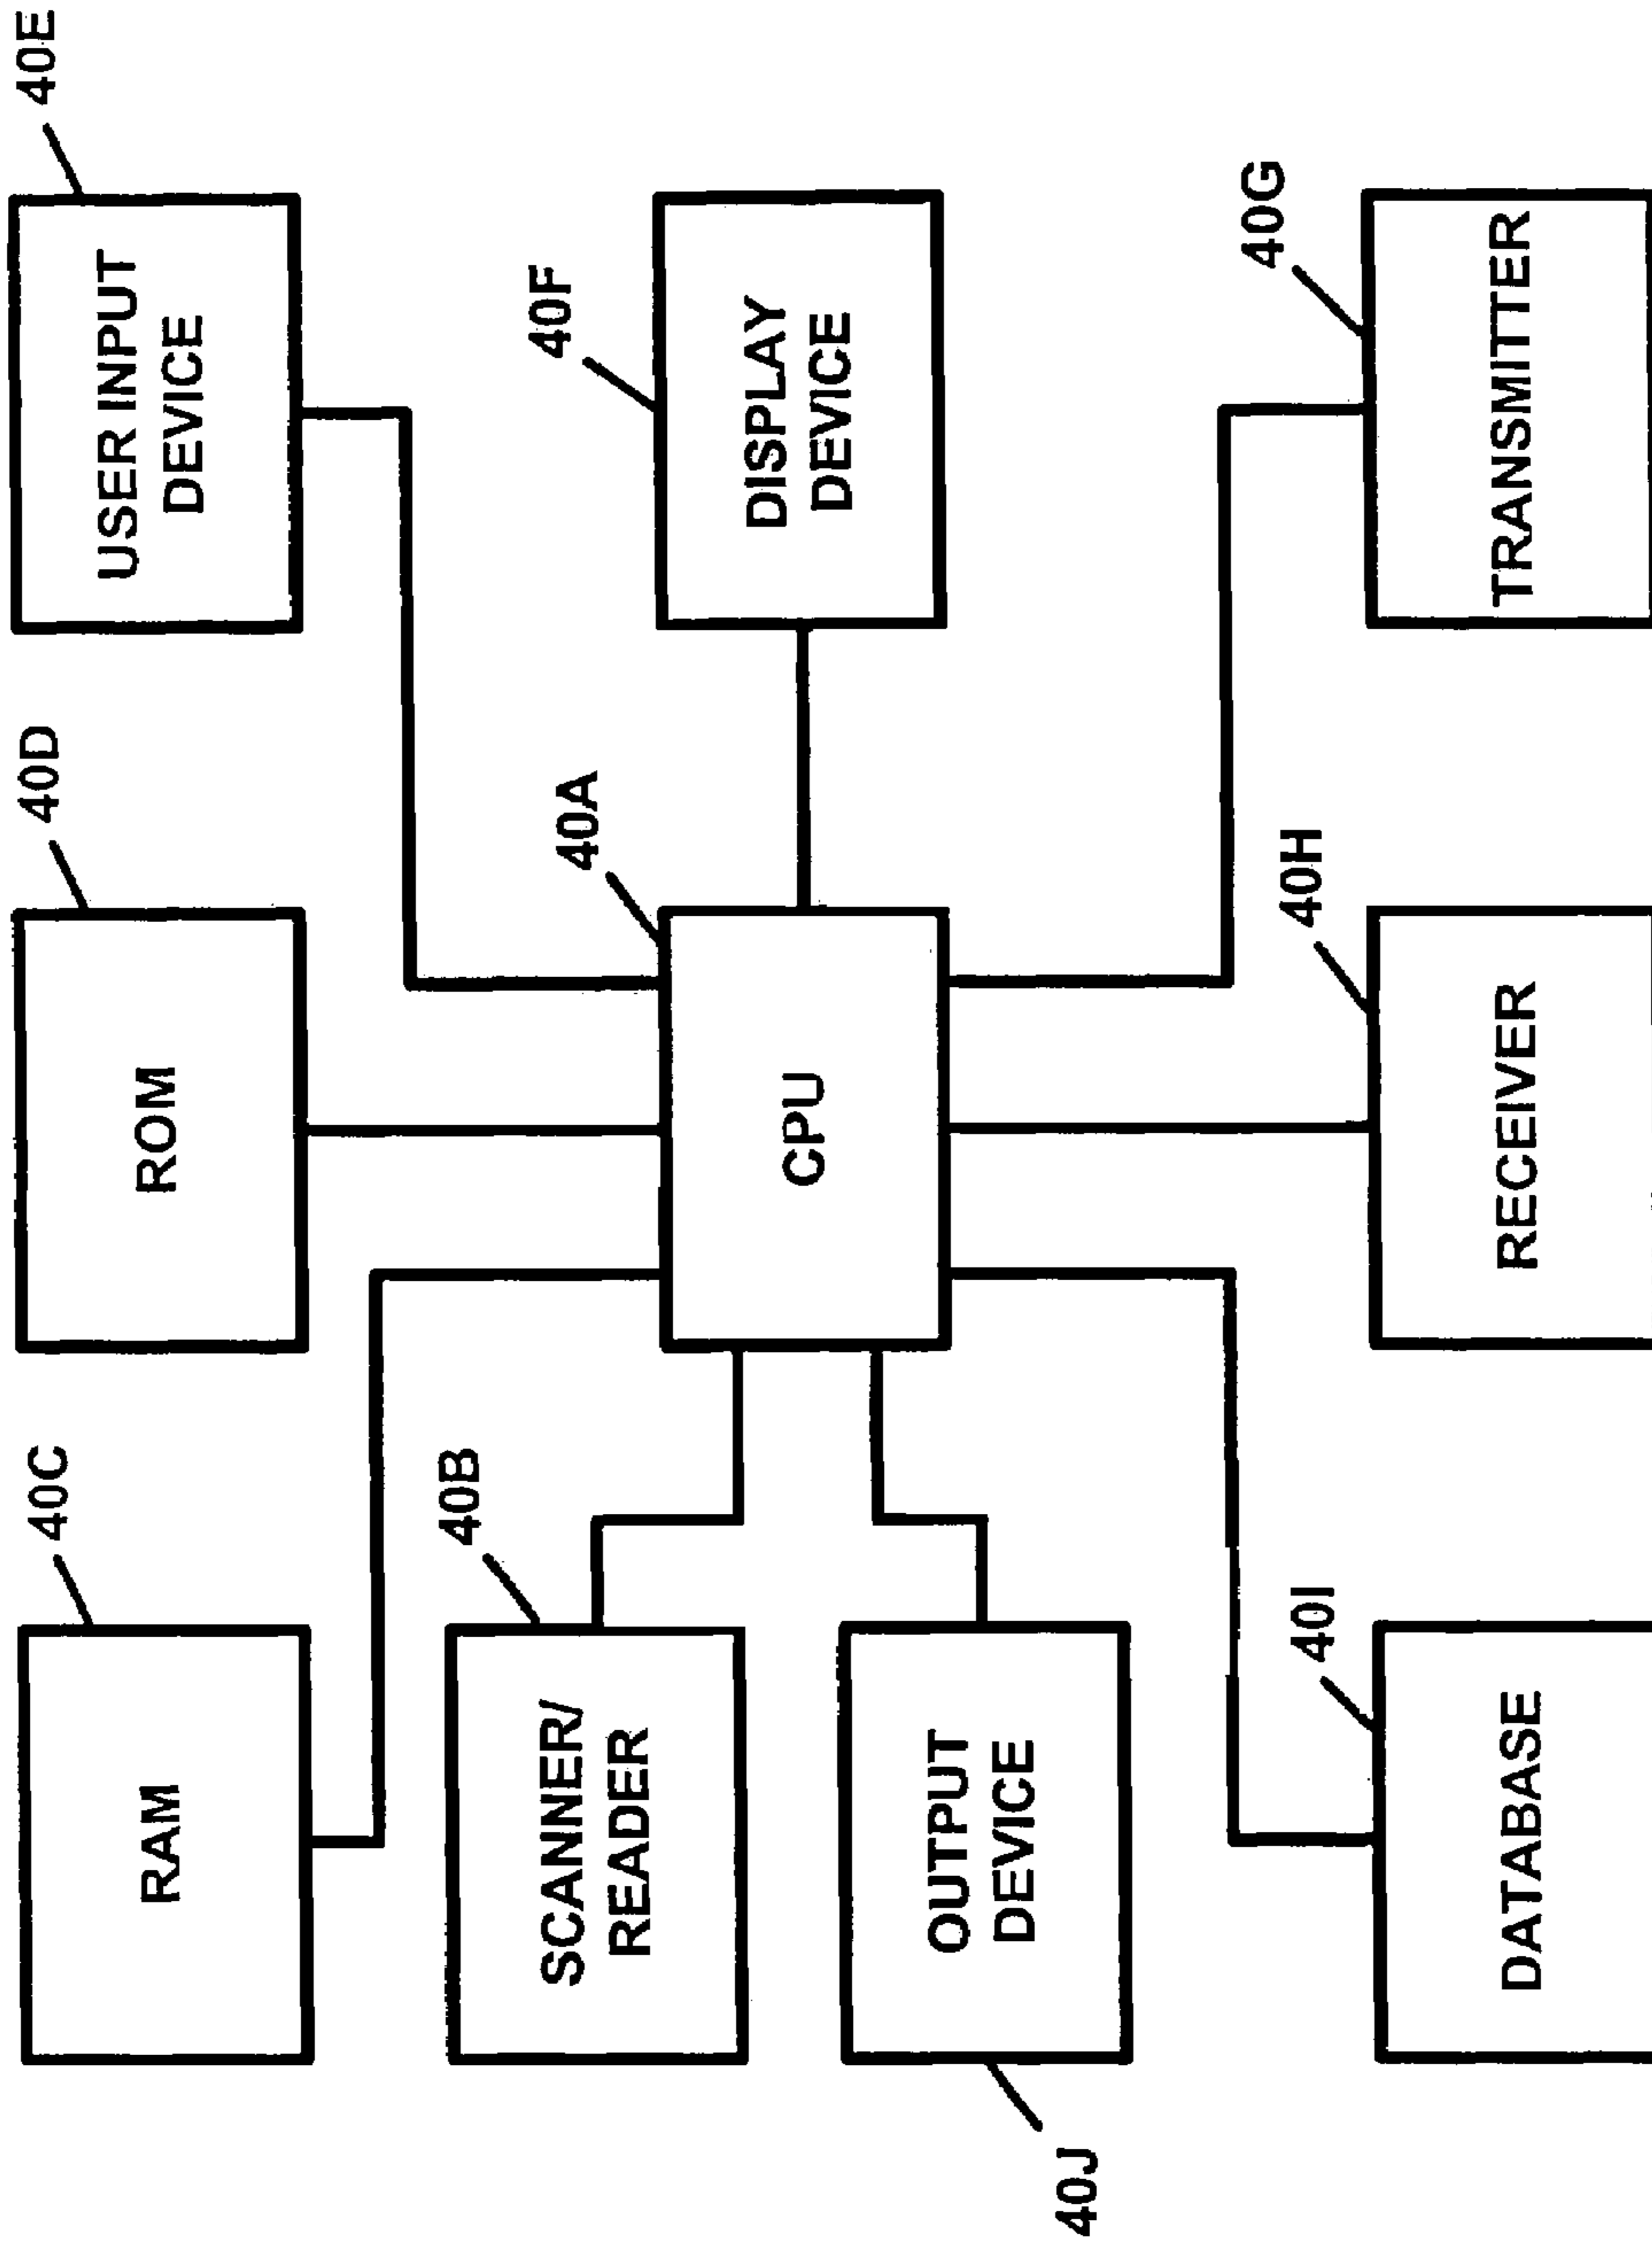 40C
RAM
40D
ROM
40E
USER INPUT
DEVICE
40B
SCANNER/
READER
40A
CPU
40F
DISPLAY
DEVICE
OUTPUT
DEVICE
40J
40I
DATABASE
40H
RECEIVER
40G
TRANSMITTER